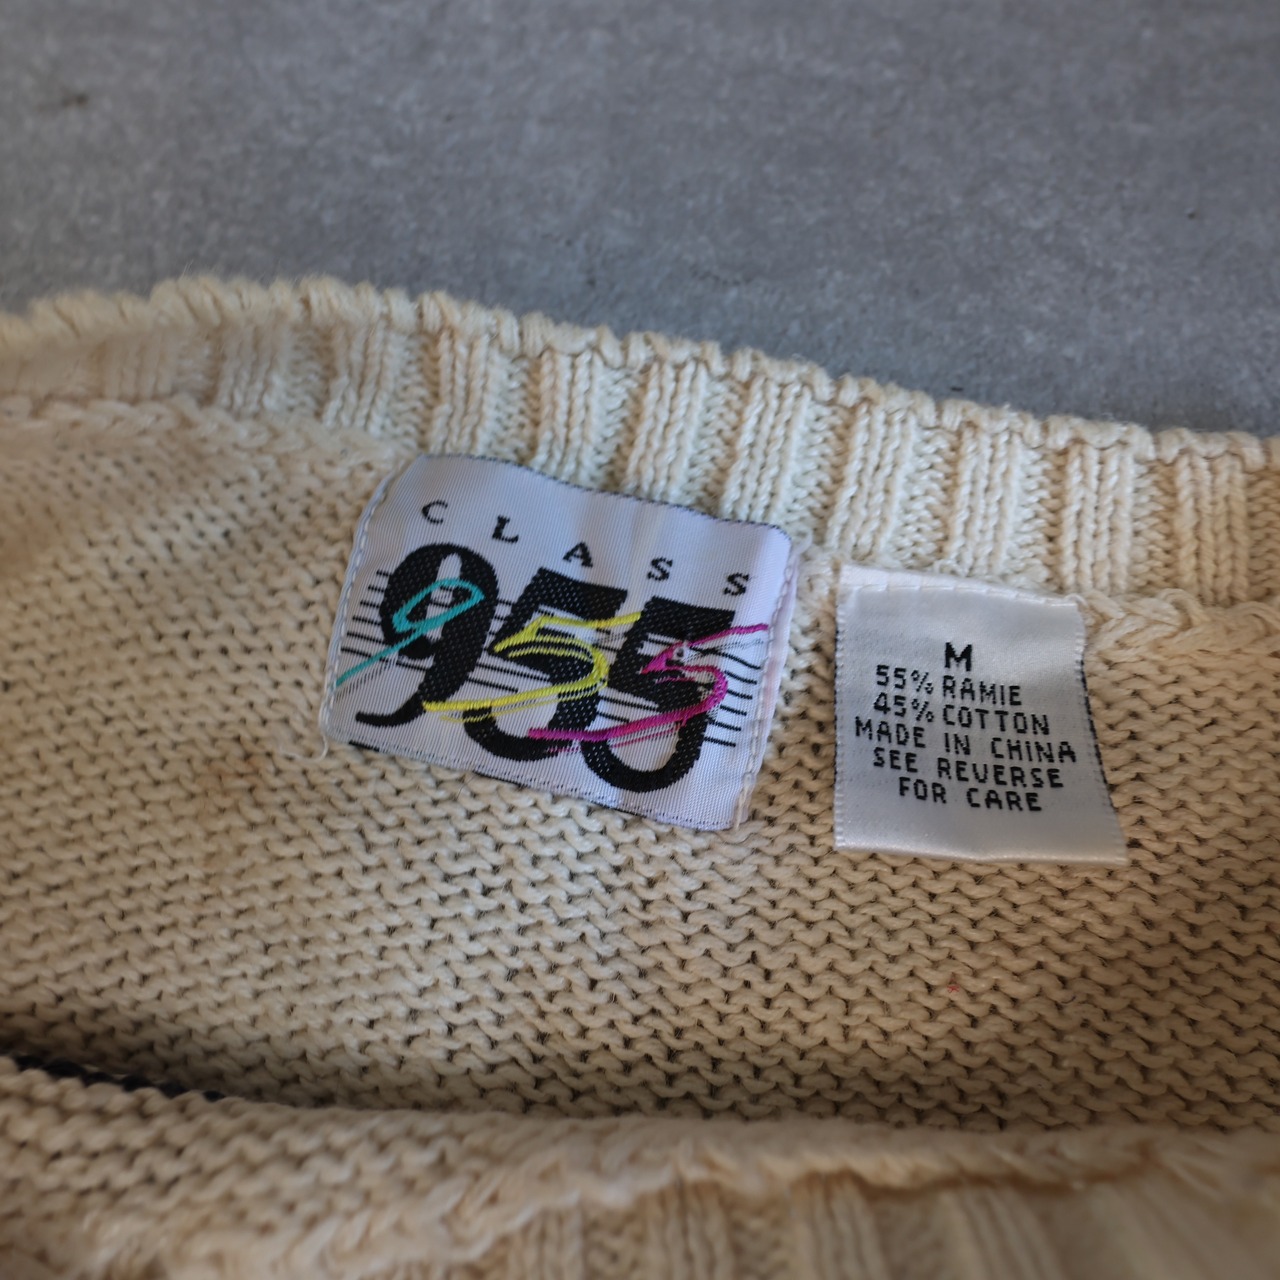 CLASS
955
M
55% RAMIE
45% COTTON
MADE IN CHINA
SEE REVERSE
FOR CARE